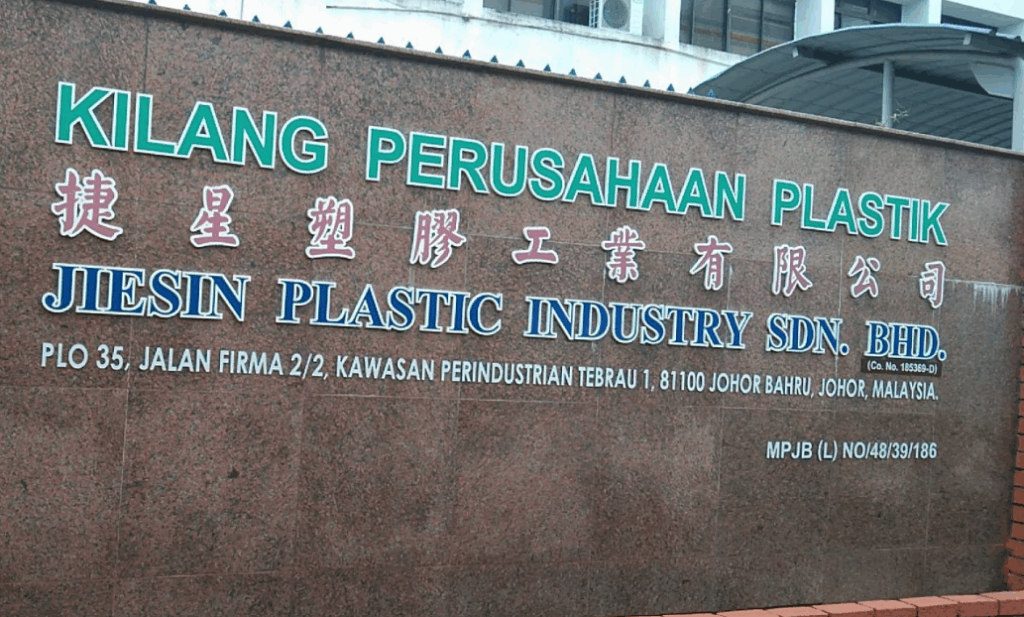 KILANG PERUSAHAAN PLASTIK
捷星塑膠工業有限公司
JIESIN PLASTIC INDUSTRY SDN. BHD.
(Co. No. 185369-D)
PLO 35, JALAN FIRMA 2/2, KAWASAN PERINDUSTRIAN TEBRAU 1, 81100 JOHOR BAHRU, JOHOR, MALAYSIA.
MPJB (L) NO/48/39/186